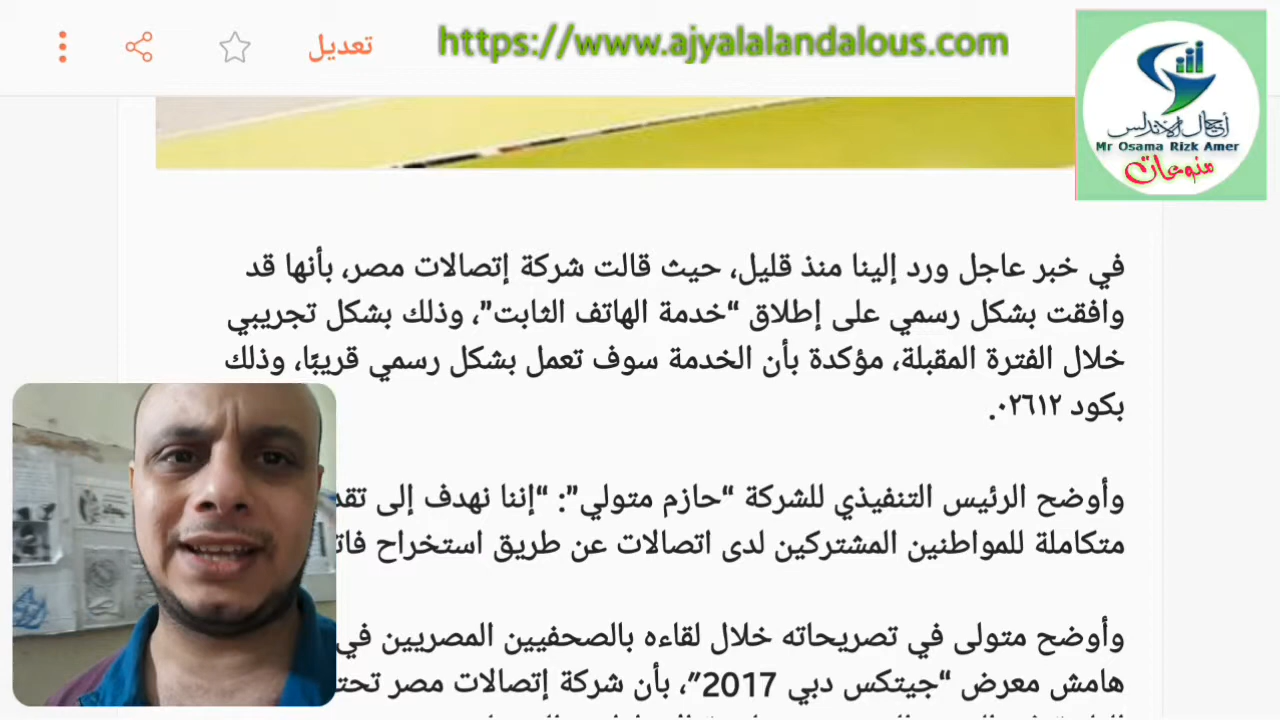 تعديل
https://www.ajyalalandalous.com
أجيال الأندلس
Mr Osama Rizk Amer
منوعات
في خبر عاجل ورد إلينا منذ قليل، حيث قالت شركة إتصالات مصر، بأنها قد
وافقت بشكل رسمي على إطلاق “خدمة الهاتف الثابت”، وذلك بشكل تجريبي
خلال الفترة المقبلة، مؤكدة بأن الخدمة سوف تعمل بشكل رسمي قريبًا، وذلك
بكود ٠٢٦١٢.
وأوضح الرئيس التنفيذي للشركة “حازم متولي”: “إننا نهدف إلى
متكاملة للمواطنين المشتركين لدى اتصالات عن طريق استخراح
وأوضح متولى في تصريحاته خلال لقاءه بالصحفيين المصريين في
هامش معرض “جيتكس دبي 2017″، بأن شركة إتصالات مصر